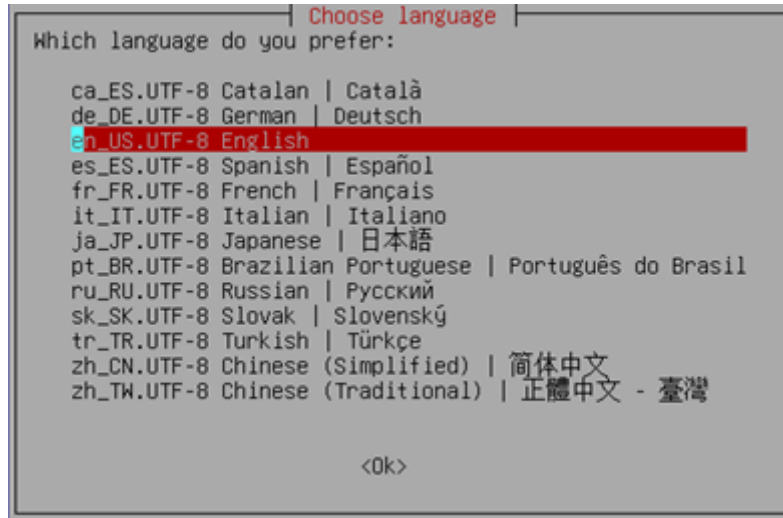 Choose language
Which language do you prefer:
ca_ES.UTF-8 Catalan | Català
de_DE.UTF-8 German | Deutsch
en_US.UTF-8 English
es_ES.UTF-8 Spanish | Español
fr_FR.UTF-8 French | Français
it_IT.UTF-8 Italian | Italiano
ja_JP.UTF-8 Japanese | 日本語
pt_BR.UTF-8 Brazilian Portuguese | Português do Brasil
ru_RU.UTF-8 Russian | Русский
sk_SK.UTF-8 Slovak | Slovenský
tr_TR.UTF-8 Turkish | Türkçe
zh_CN.UTF-8 Chinese (Simplified) | 简体中文
zh_TW.UTF-8 Chinese (Traditional) | 正體中文 - 臺灣
<Ok>